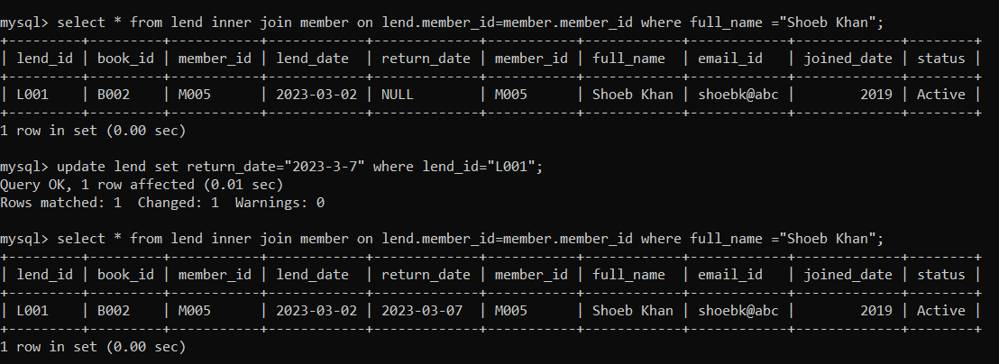 mysql> select * from lend inner join member on lend.member_id=member.member_id where full_name ="Shoeb Khan";
+---------+---------+-----------+------------+-------------+-----------+------------+-----------+-------------+--------+
| lend_id | book_id | member_id | lend_date  | return_date | member_id | full_name  | email_id   | joined_date | status |
+---------+---------+-----------+------------+-------------+-----------+------------+-----------+-------------+--------+
| L001    | B002    | M005      | 2023-03-02 | NULL        | M005      | Shoeb Khan | shoebk@abc |        2019 | Active |
+---------+---------+-----------+------------+-------------+-----------+------------+-----------+-------------+--------+
1 row in set (0.00 sec)
mysql> update lend set return_date="2023-3-7" where lend_id="L001";
Query OK, 1 row affected (0.01 sec)
Rows matched: 1  Changed: 1  Warnings: 0
mysql> select * from lend inner join member on lend.member_id=member.member_id where full_name ="Shoeb Khan";
+---------+---------+-----------+------------+-------------+-----------+------------+-----------+-------------+--------+
| lend_id | book_id | member_id | lend_date  | return_date | member_id | full_name  | email_id   | joined_date | status |
+---------+---------+-----------+------------+-------------+-----------+------------+-----------+-------------+--------+
| L001    | B002    | M005      | 2023-03-02 | 2023-03-07  | M005      | Shoeb Khan | shoebk@abc |        2019 | Active |
+---------+---------+-----------+------------+-------------+-----------+------------+-----------+-------------+--------+
1 row in set (0.00 sec)